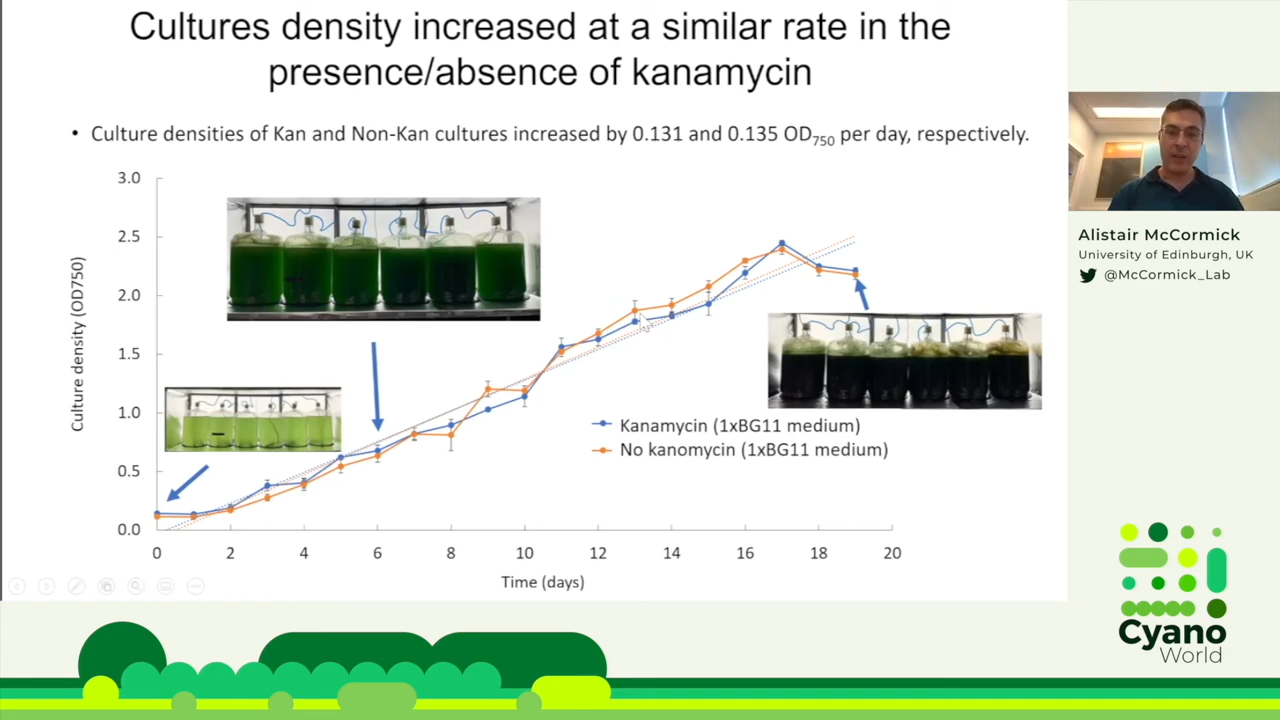 Cultures density increased at a similar rate in the
presence/absence of kanamycin
• Culture densities of Kan and Non-Kan cultures increased by 0.131 and 0.135 OD750 per day, respectively.
Culture density (OD750)
3.0
2.5
2.0
1.5
1.0
0.5
0.0
Kanamycin (1xBG11 medium)
No kanomycin (1xBG11 medium)
0 2 4 6 8 10 12 14 16 18 20
Time (days)
Alistair McCormick
University of Edinburgh, UK
@McCormick_Lab
Cyano
World